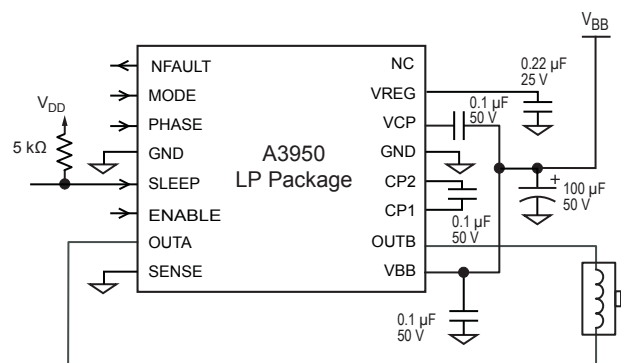 V_BB
NFAULT
NC
0.22 µF
25 V
MODE
VREG
V_DD
0.1 µF
50 V
PHASE
VCP
5 kΩ
GND
A3950
LP Package
GND
SLEEP
CP2
+
100 µF
50 V
ENABLE
CP1
0.1 µF
50 V
OUTA
OUTB
SENSE
VBB
0.1 µF
50 V